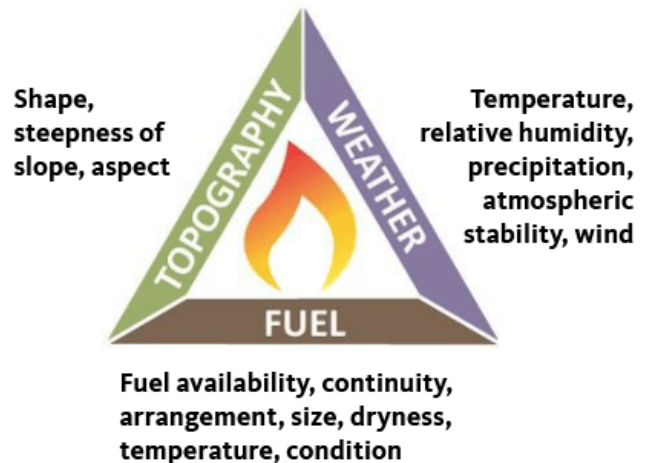 Shape,
steepness of
slope, aspect
TOPOGRAPHY
WEATHER
Temperature,
relative humidity,
precipitation,
atmospheric
stability, wind
FUEL
Fuel availability, continuity,
arrangement, size, dryness,
temperature, condition